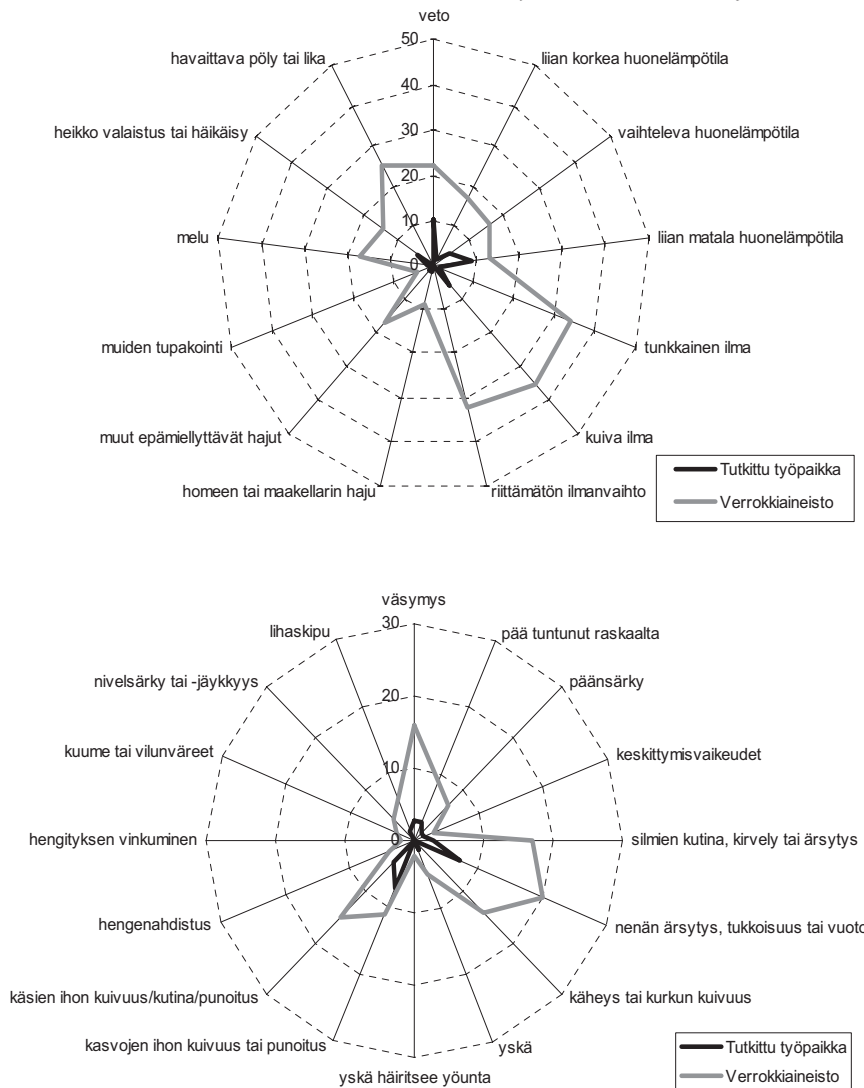 veto
50
havaittava pöly tai lika
liian korkea huonelämpötila
40
heikko valaistus tai häikäisy
30
vaihteleva huonelämpötila
20
melu
10
liian matala huonelämpötila
0
muiden tupakointi
tunkkainen ilma
muut epämiellyttävät hajut
kuiva ilma
homeen tai maakellarin haju
riittämätön ilmanvaihto
Tutkittu työpaikka
Verrokkiaineisto
väsymys
30
lihaskipu
pää tuntunut raskaalta
nivelsärky tai -jäykkyys
päänsärky
20
kuume tai vilunväreet
keskittymisvaikeudet
10
hengityksen vinkuminen
0
silmien kutina, kirvely tai ärsytys
hengenahdistus
nenän ärsytys, tukkoisuus tai vuoto
käsien ihon kuivuus/kutina/punoitus
käheys tai kurkun kuivuus
kasvojen ihon kuivuus tai punoitus
yskä
yskä häiritsee yöunta
Tutkittu työpaikka
Verrokkiaineisto